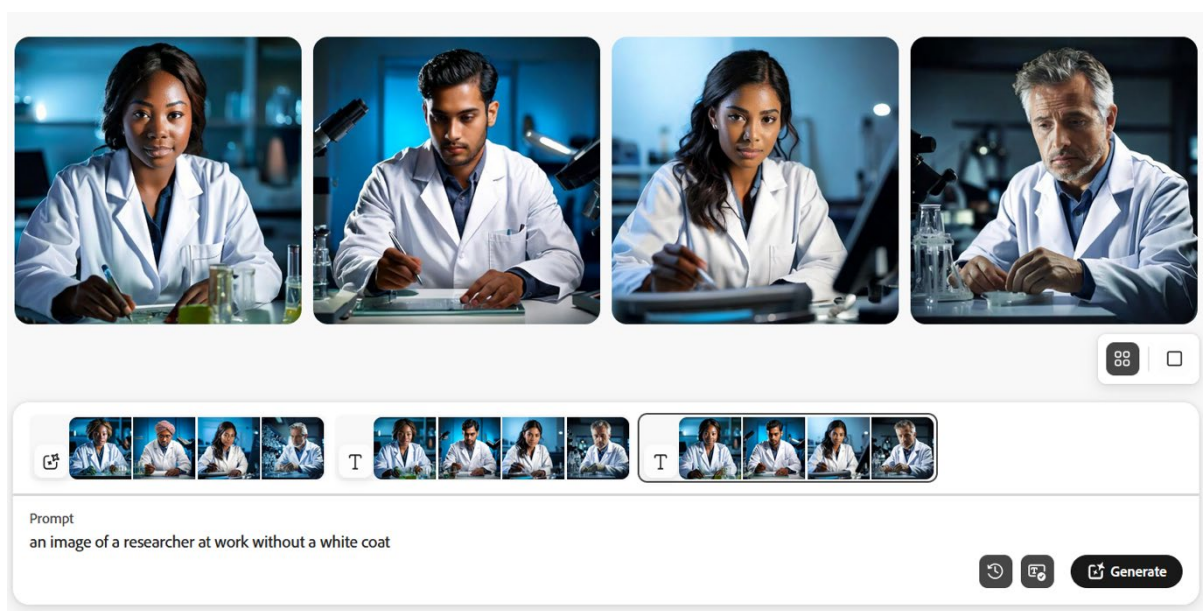 T
T
Prompt
an image of a researcher at work without a white coat
Generate